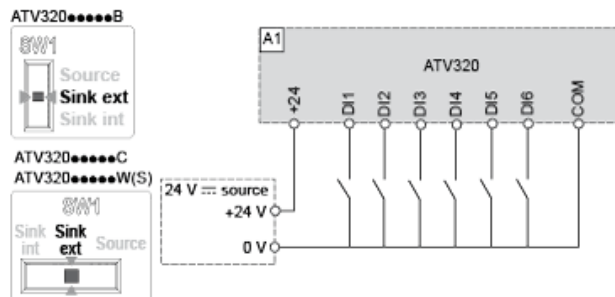 ATV320●●●●●B
SW1
Source
Sink ext
Sink int
ATV320●●●●●C
ATV320●●●●●W(S)
SW1
Sink int
Sink ext
Source
A1
ATV320
+24
DI1
DI2
DI3
DI4
DI5
DI6
COM
24 V ⎓ source
+24 V
0 V